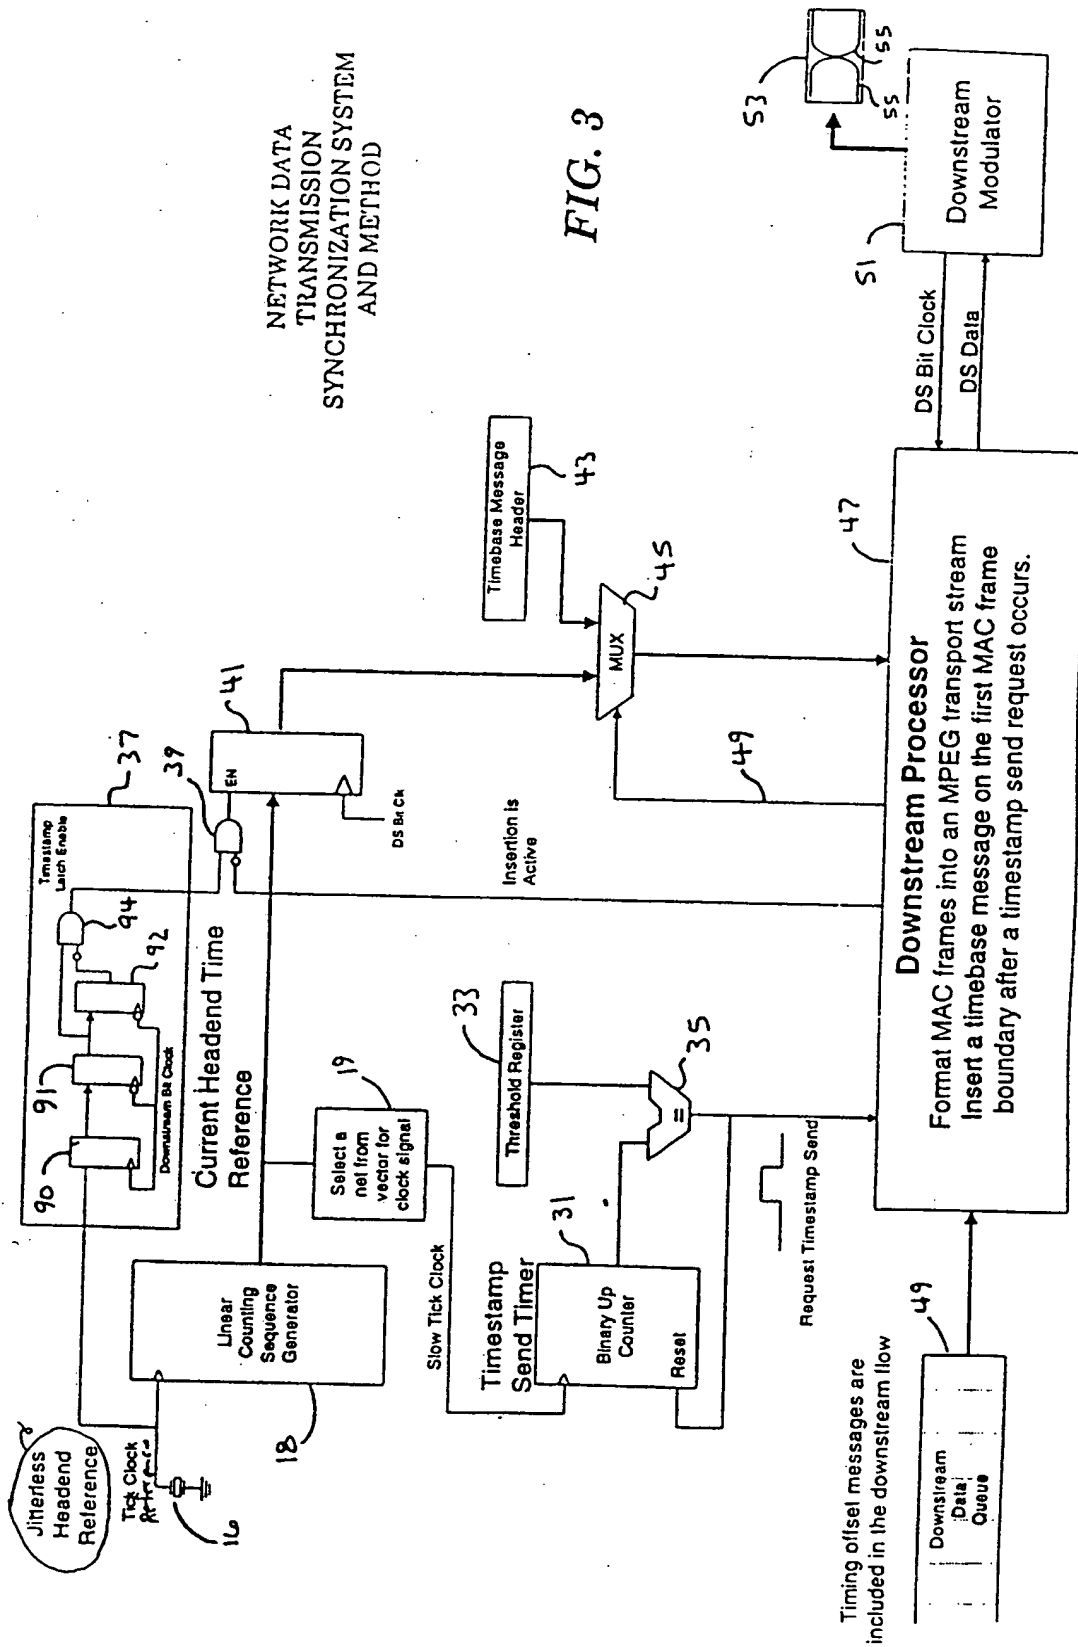 NETWORK DATA
TRANSMISSION
SYNCHRONIZATION SYSTEM
AND METHOD
FIG. 3
Jitterless
Headend
Reference
Tick Clock
16
Linear
Counting
Sequence
Generator
18
90
91
92
94
Downstream Bit Clock
Timestamp
Latch Enable
37
Current Headend Time
Reference
39
EN
41
DS Bit Ck
Select a
net from
vector for
clock signal
19
Slow Tick Clock
Timestamp
Send Timer
Binary Up
Counter
Reset
31
Threshold Register
33
=
35
Request Timestamp Send
Insertion is
Active
Timebase Message
Header
43
MUX
45
49
Timing offset messages are
included in the downstream flow
Downstream
Data
Queue
49
Downstream Processor
Format MAC frames into an MPEG transport stream
Insert a timebase message on the first MAC frame
boundary after a timestamp send request occurs.
47
DS Bit Clock
DS Data
Downstream
Modulator
51
53
55
55